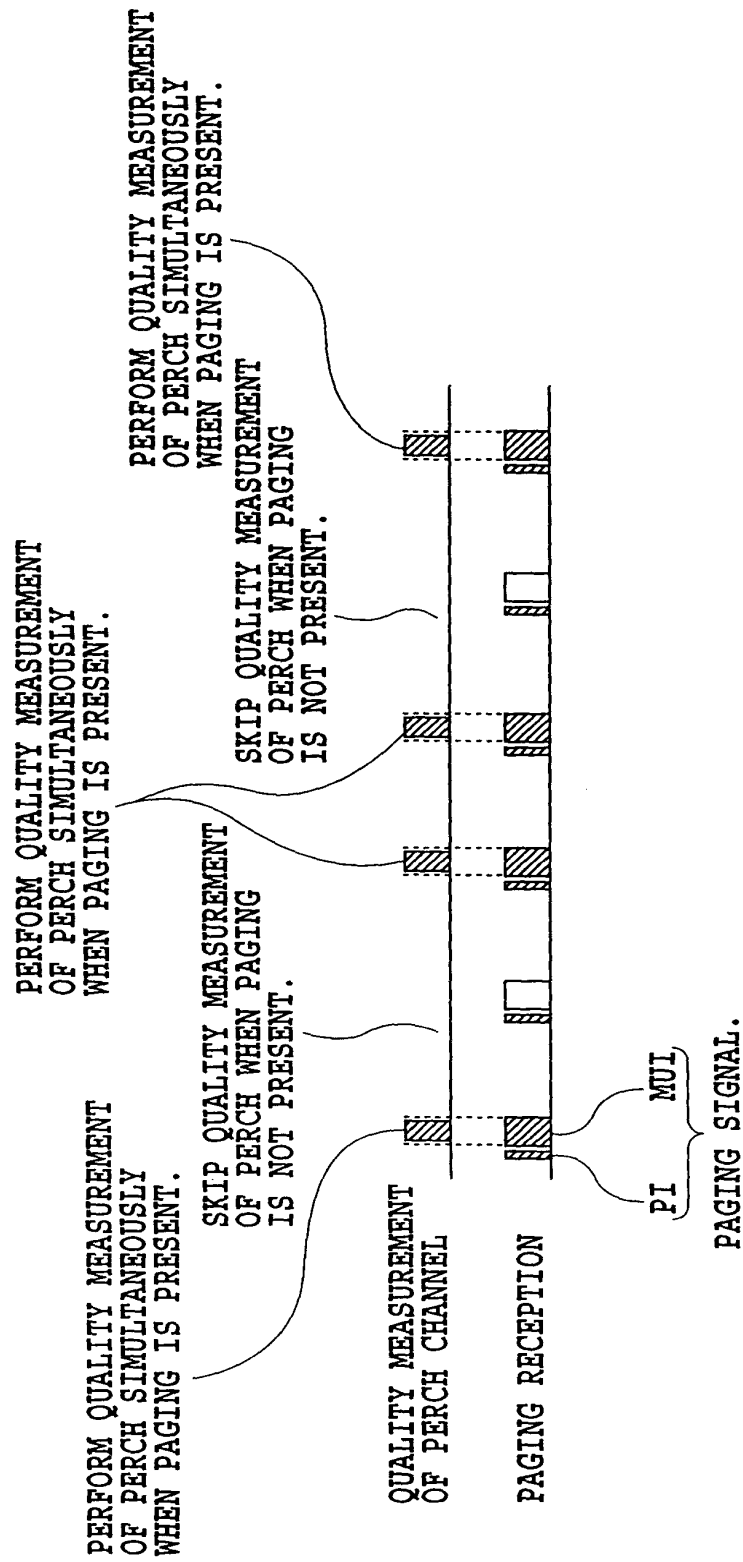 PERFORM QUALITY MEASUREMENT
OF PERCH SIMULTANEOUSLY
WHEN PAGING IS PRESENT.
SKIP QUALITY MEASUREMENT
OF PERCH WHEN PAGING
IS NOT PRESENT.
PERFORM QUALITY MEASUREMENT
OF PERCH SIMULTANEOUSLY
WHEN PAGING IS PRESENT.
SKIP QUALITY MEASUREMENT
OF PERCH WHEN PAGING
IS NOT PRESENT.
PERFORM QUALITY MEASUREMENT
OF PERCH SIMULTANEOUSLY
WHEN PAGING IS PRESENT.
QUALITY MEASUREMENT
OF PERCH CHANNEL
PAGING RECEPTION
PI
MUI
PAGING SIGNAL.